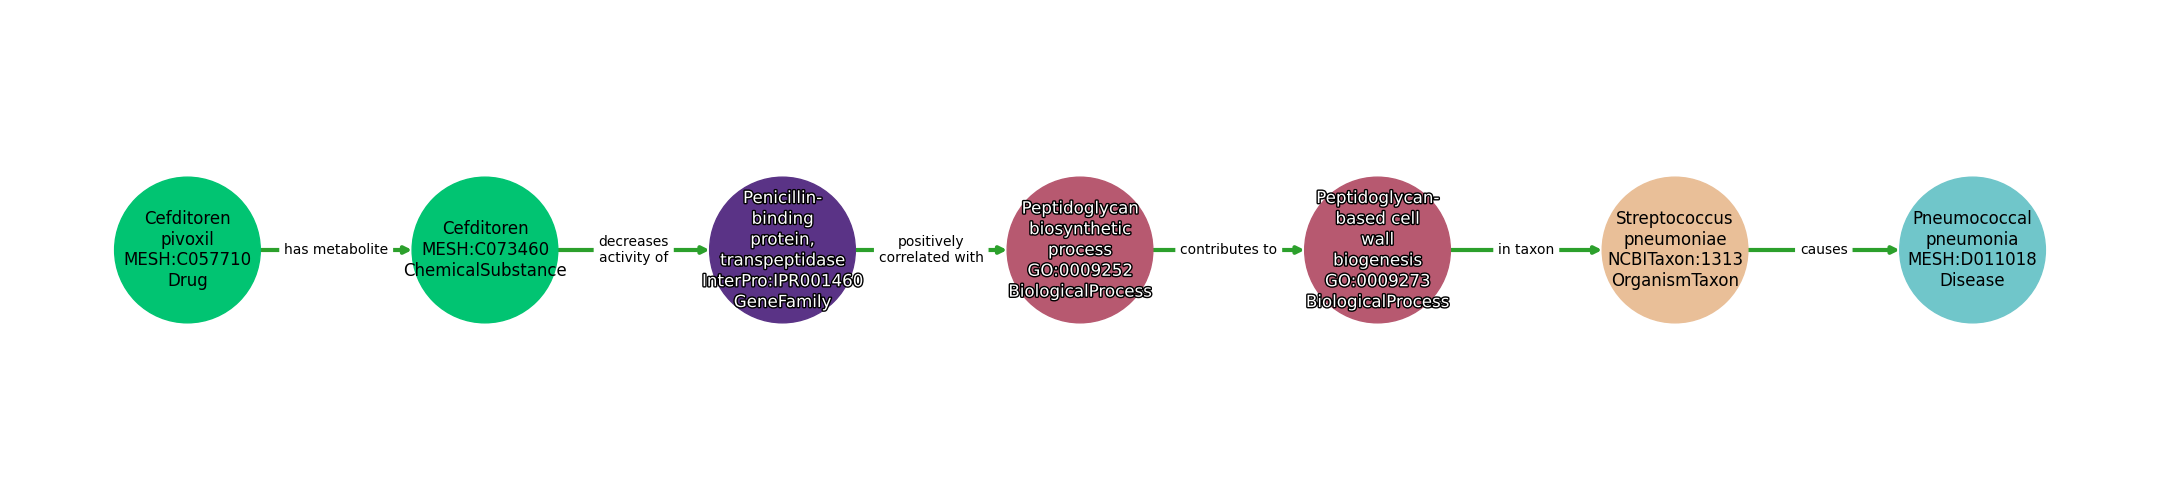 Cefditoren
pivoxil
MESH:C057710
Drug
has metabolite
Cefditoren
MESH:C073460
ChemicalSubstance
decreases
activity of
Penicillin-
binding
protein,
transpeptidase
InterPro:IPR001460
GeneFamily
positively
correlated with
Peptidoglycan
biosynthetic
process
GO:0009252
BiologicalProcess
contributes to
Peptidoglycan-
based cell
wall
biogenesis
GO:0009273
BiologicalProcess
in taxon
Streptococcus
pneumoniae
NCBITaxon:1313
OrganismTaxon
causes
Pneumococcal
pneumonia
MESH:D011018
Disease